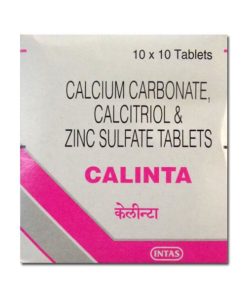 10 x 10 Tablets
CALCIUM CARBONATE,
CALCITRIOL &
ZINC SULFATE TABLETS
CALINTA
केलीन्टा
INTAS